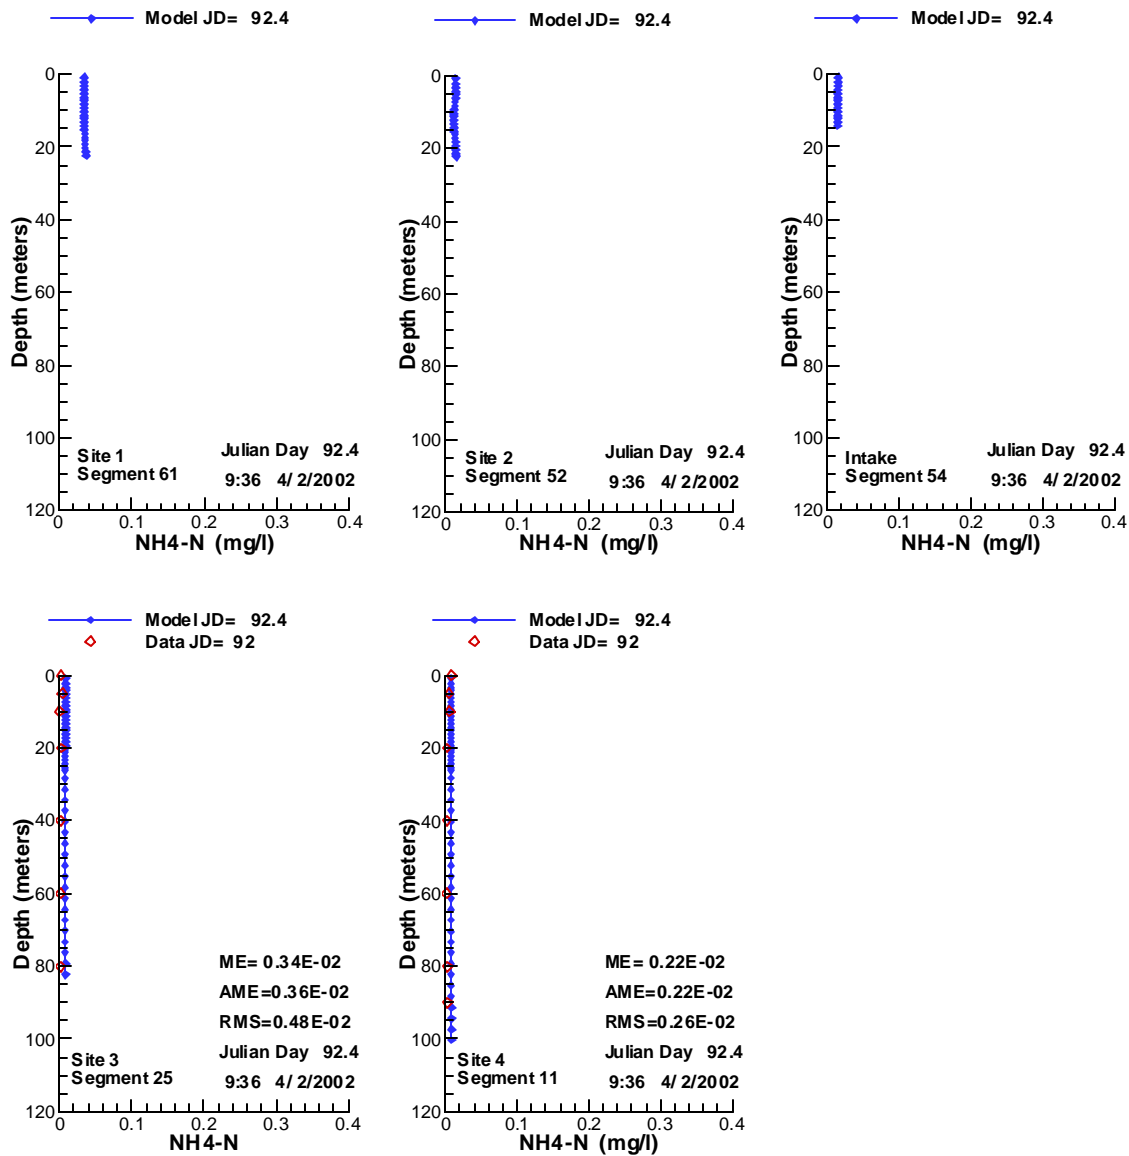 Model JD= 92.4
0
20
40
60
80
100
120
Depth (meters)
Site 1
Segment 61
Julian Day 92.4
9:36 4/2/2002
0 0.1 0.2 0.3 0.4
NH4-N (mg/l)
Model JD= 92.4
0
20
40
60
80
100
120
Depth (meters)
Site 2
Segment 52
Julian Day 92.4
9:36 4/2/2002
0 0.1 0.2 0.3 0.4
NH4-N (mg/l)
Model JD= 92.4
0
20
40
60
80
100
120
Depth (meters)
Intake
Segment 54
Julian Day 92.4
9:36 4/2/2002
0 0.1 0.2 0.3 0.4
NH4-N (mg/l)
Model JD= 92.4
Data JD= 92
0
20
40
60
80
100
120
Depth (meters)
ME= 0.34E-02
AME=0.36E-02
RMS=0.48E-02
Julian Day 92.4
9:36 4/2/2002
Site 3
Segment 25
0 0.1 0.2 0.3 0.4
NH4-N
Model JD= 92.4
Data JD= 92
0
20
40
60
80
100
120
Depth (meters)
ME= 0.22E-02
AME=0.22E-02
RMS=0.26E-02
Julian Day 92.4
9:36 4/2/2002
Site 4
Segment 11
0 0.1 0.2 0.3 0.4
NH4-N (mg/l)